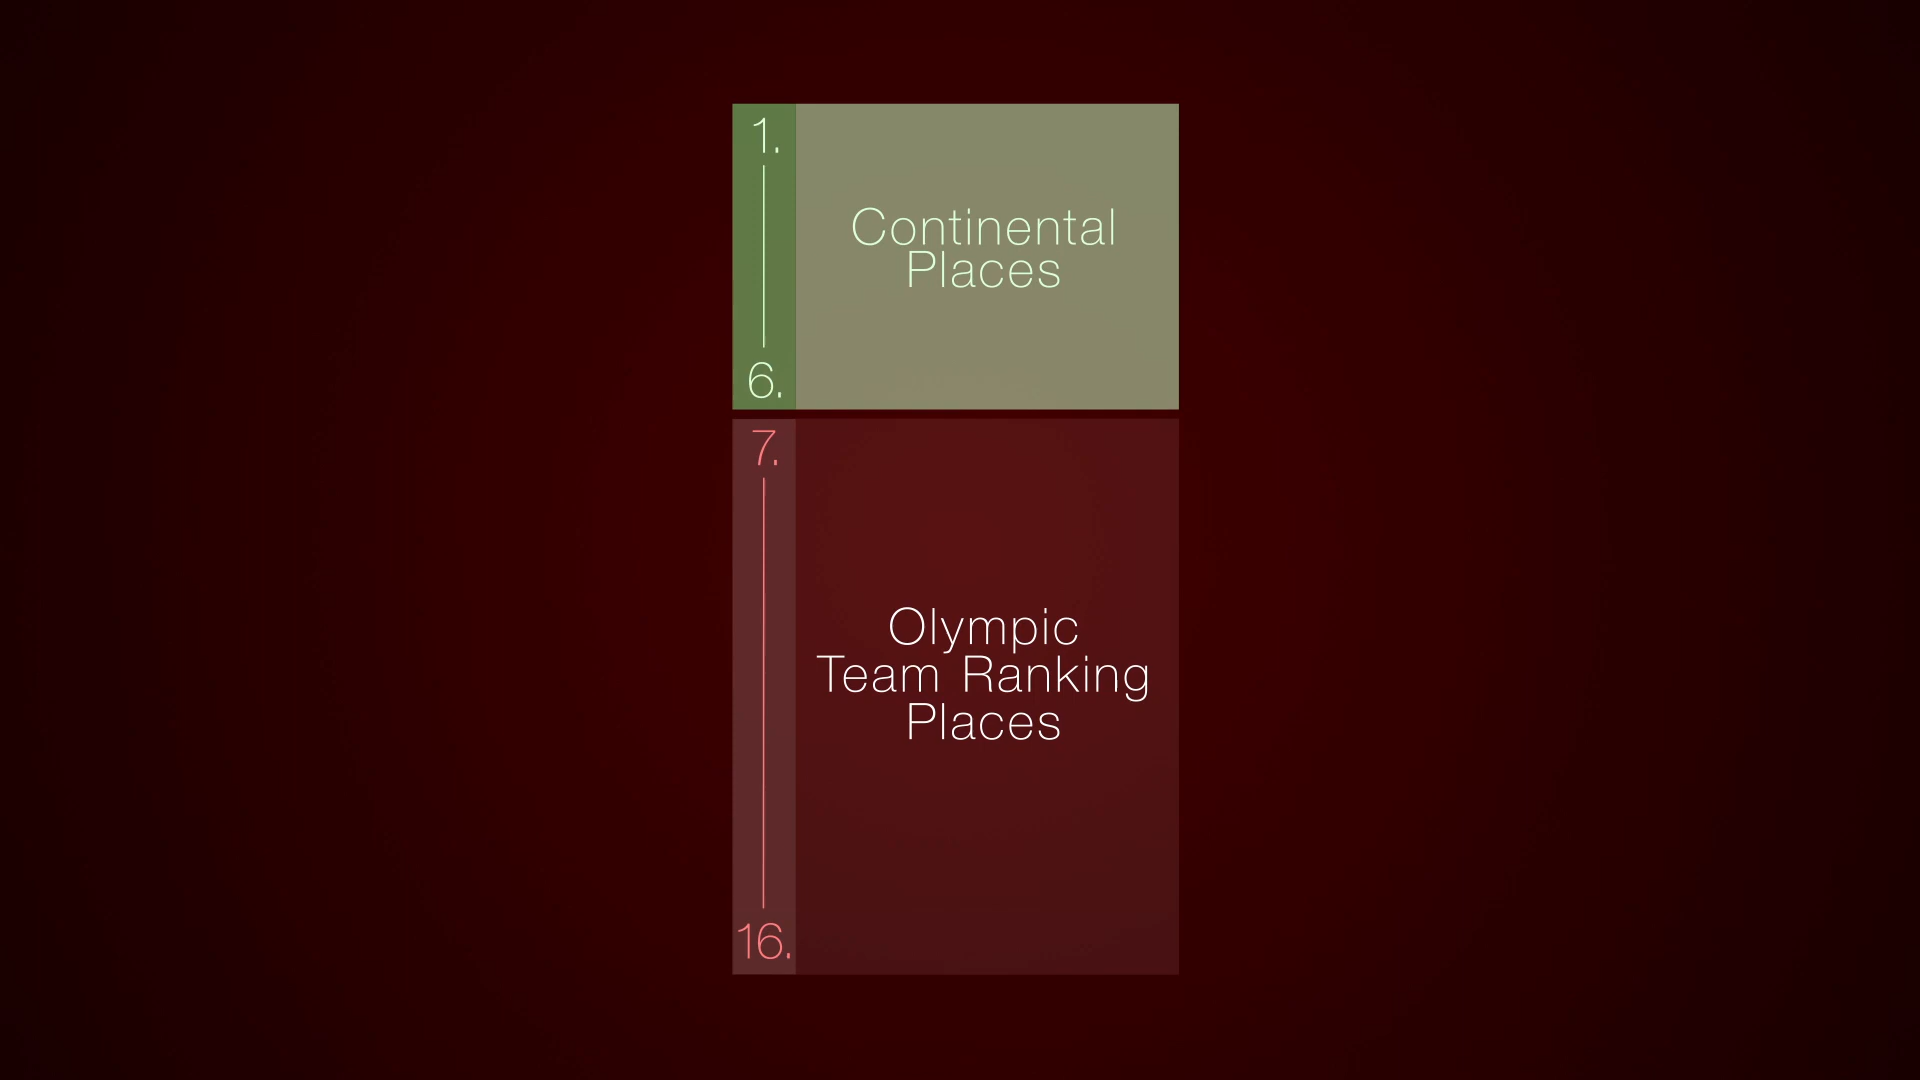 1.
Continental
Places
6.
7.
Olympic
Team Ranking
Places
16.